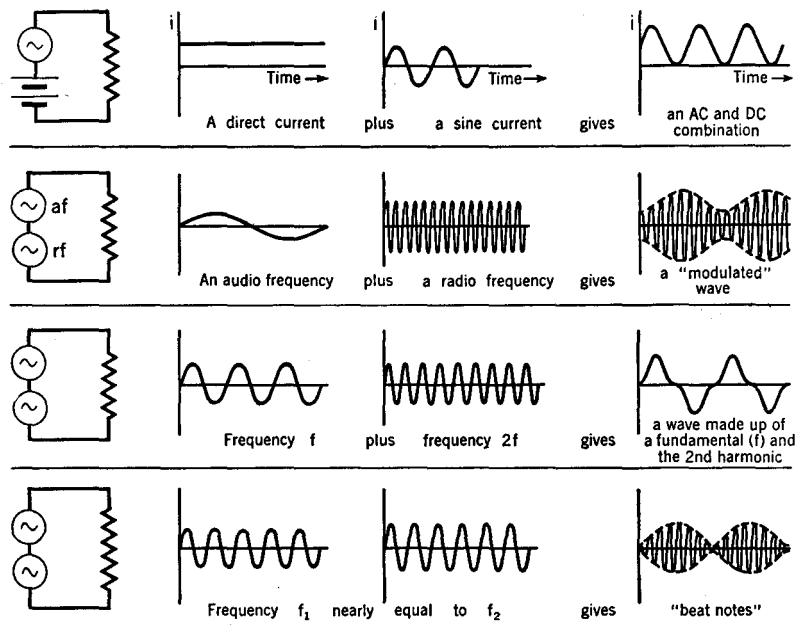 i
Time →
i
Time →
i
Time →
A direct current plus a sine current gives an AC and DC
combination
af
rf
An audio frequency plus a radio frequency gives a "modulated"
wave
Frequency f plus frequency 2f gives a wave made up of
a fundamental (f) and
the 2nd harmonic
Frequency f₁ nearly equal to f₂ gives "beat notes"